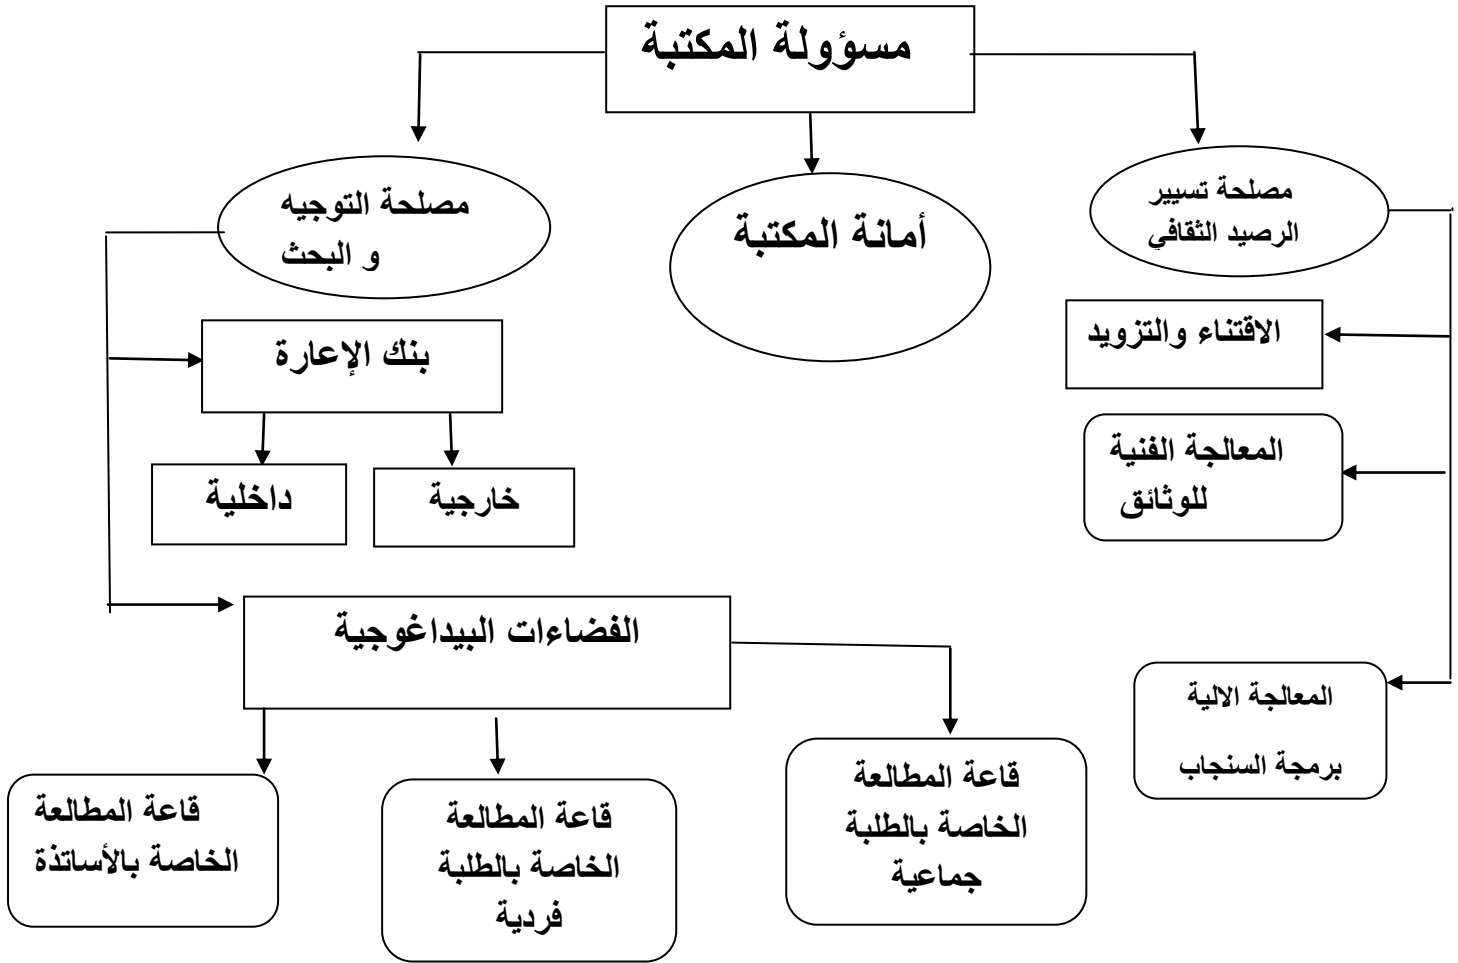 مسؤولة المكتبة
مصلحة تسيير
الرصيد الثقافي
أمانة المكتبة
مصلحة التوجيه
و البحث
الاقتناء والتزويد
المعالجة الفنية
للوثائق
المعالجة الالية
برمجة السنجاب
بنك الإعارة
خارجية
داخلية
الفضاءات البيداغوجية
قاعة المطالعة
الخاصة بالطلبة
جماعية
قاعة المطالعة
الخاصة بالطلبة
فردية
قاعة المطالعة
الخاصة بالأساتذة